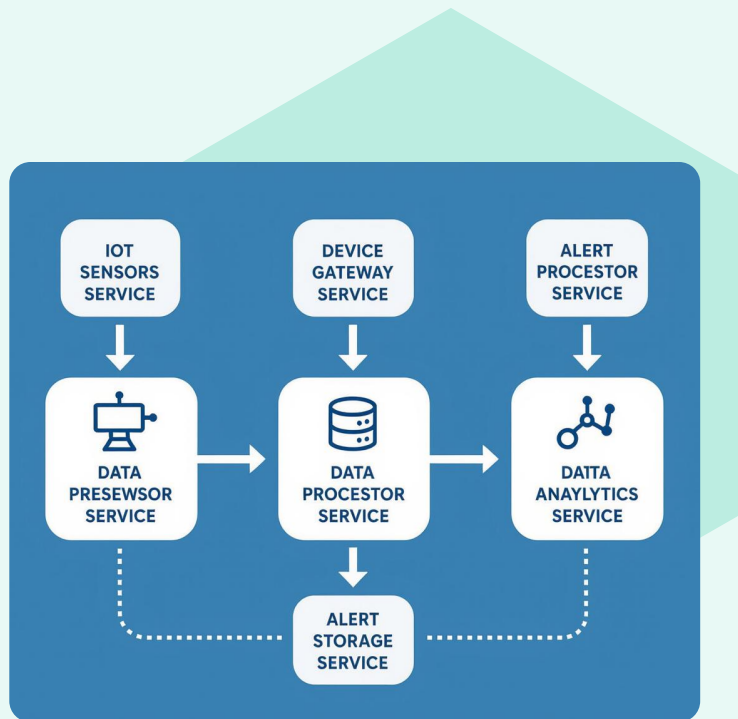 IOT
SENSORS
SERVICE
DEVICE
GATEWAY
SERVICE
ALERT
PROCESTOR
SERVICE
DATA
PRESEWSOR
SERVICE
DATA
PROCESTOR
SERVICE
DAITA
ANAYLYTICS
SERVICE
ALERT
STORAGE
SERVICE